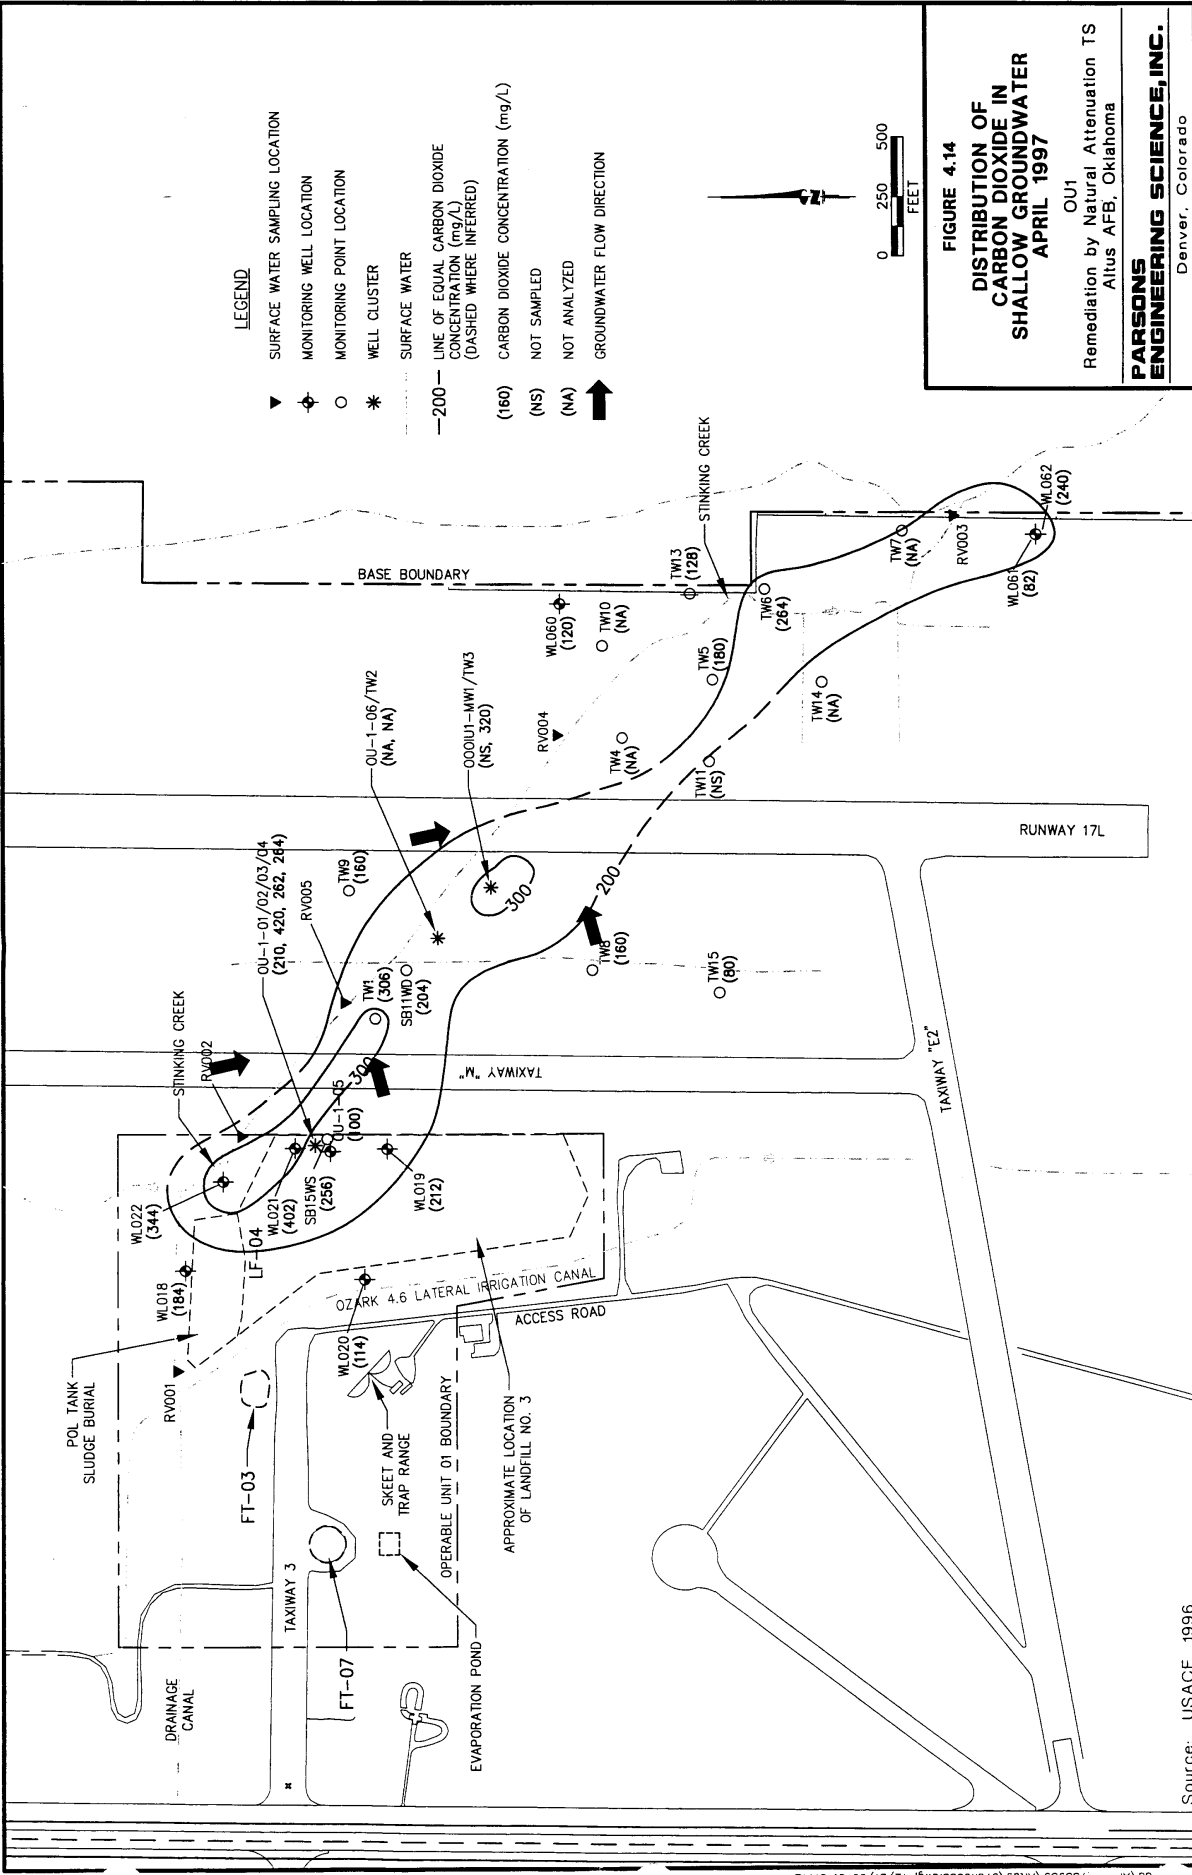 LEGEND
SURFACE WATER SAMPLING LOCATION
MONITORING WELL LOCATION
MONITORING POINT LOCATION
WELL CLUSTER
SURFACE WATER
—200— LINE OF EQUAL CARBON DIOXIDE
CONCENTRATION (mg/L)
(DASHED WHERE INFERRED)
(160) CARBON DIOXIDE CONCENTRATION (mg/L)
(NS) NOT SAMPLED
(NA) NOT ANALYZED
GROUNDWATER FLOW DIRECTION
N
0 250 500
FEET
FIGURE 4.14
DISTRIBUTION OF
CARBON DIOXIDE IN
SHALLOW GROUNDWATER
APRIL 1997
OU1
Remediation by Natural Attenuation TS
Altus AFB, Oklahoma
PARSONS
ENGINEERING SCIENCE, INC.
Denver, Colorado
BASE BOUNDARY
STINKING CREEK
WL060
(120)
TW10
(NA)
TW13
(128)
TW6
(264)
TW5
(180)
TW7
(NA)
RV003
WL061
(82)
WL062
(240)
TW14
(NA)
TW4
(NA)
TW11
(NS)
RV004
OU-1-06/TW2
(NA, NA)
OOOIU1-MW1/TW3
(NS, 320)
RUNWAY 17L
OU-1-01/02/03/04
(210, 420, 262, 264)
RV005
TW9
(160)
300
200
TW1
(306)
SB11WD
(204)
TW8
(160)
TW15
(80)
STINKING CREEK
RV002
300
TAXIWAY "M"
TAXIWAY "E2"
OU-1-05
(100)
WL022
(344)
WL021
(402)
SB15WS
(256)
WL019
(212)
LF-04
WL018
(184)
WL020
(114)
OZARK 4.6 LATERAL IRRIGATION CANAL
ACCESS ROAD
POL TANK
SLUDGE BURIAL
RV001
FT-03
SKEET AND
TRAP RANGE
OPERABLE UNIT 01 BOUNDARY
APPROXIMATE LOCATION
OF LANDFILL NO. 3
TAXIWAY 3
FT-07
EVAPORATION POND
DRAINAGE
CANAL
x
Source: USACE, 1996